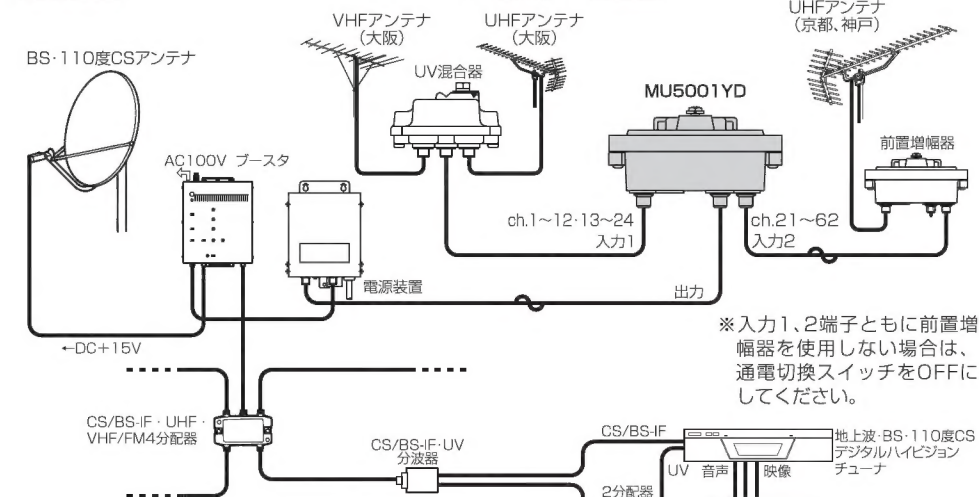 VHFアンテナ
(大阪)
UHFアンテナ
(大阪)
UHFアンテナ
(京都、神戸)
BS・110度CSアンテナ
UV混合器
MU5001YD
前置増幅器
AC100V ブースタ
ch.1~12・13~24
入力1
ch.21~62
入力2
電源装置
出力
←DC+15V
※入力1、2端子ともに前置増
幅器を使用しない場合は、
通電切換スイッチをOFFに
してください。
CS/BS-IF・UHF・
VHF/FM4分配器
CS/BS-IF・UV
分波器
CS/BS-IF
地上波・BS・110度CS
デジタルハイビジョン
チューナ
UV 音声 映像
2分配器